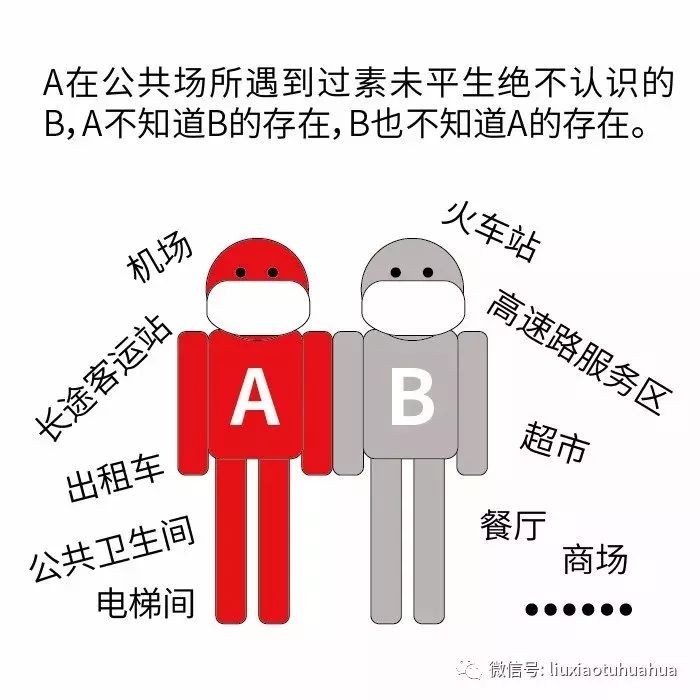 A在公共场所遇到过素未平生绝不认识的
B，A不知道B的存在，B也不知道A的存在。
机场
火车站
长途客运站
高速路服务区
A
B
出租车
超市
公共卫生间
餐厅
电梯间
商场
••••••
微信号: liuxiaotuhuahua